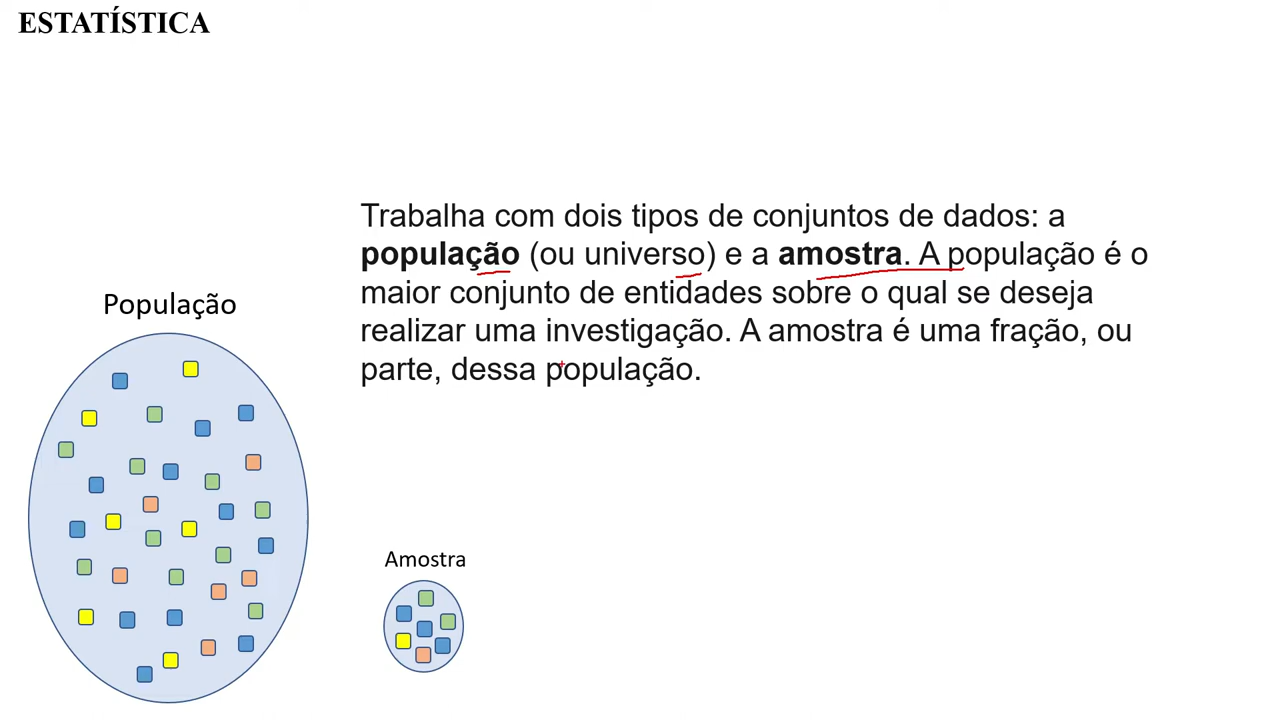 ESTATÍSTICA
Trabalha com dois tipos de conjuntos de dados: a
população (ou universo) e a amostra. A população é o
maior conjunto de entidades sobre o qual se deseja
realizar uma investigação. A amostra é uma fração, ou
parte, dessa população.
População
Amostra